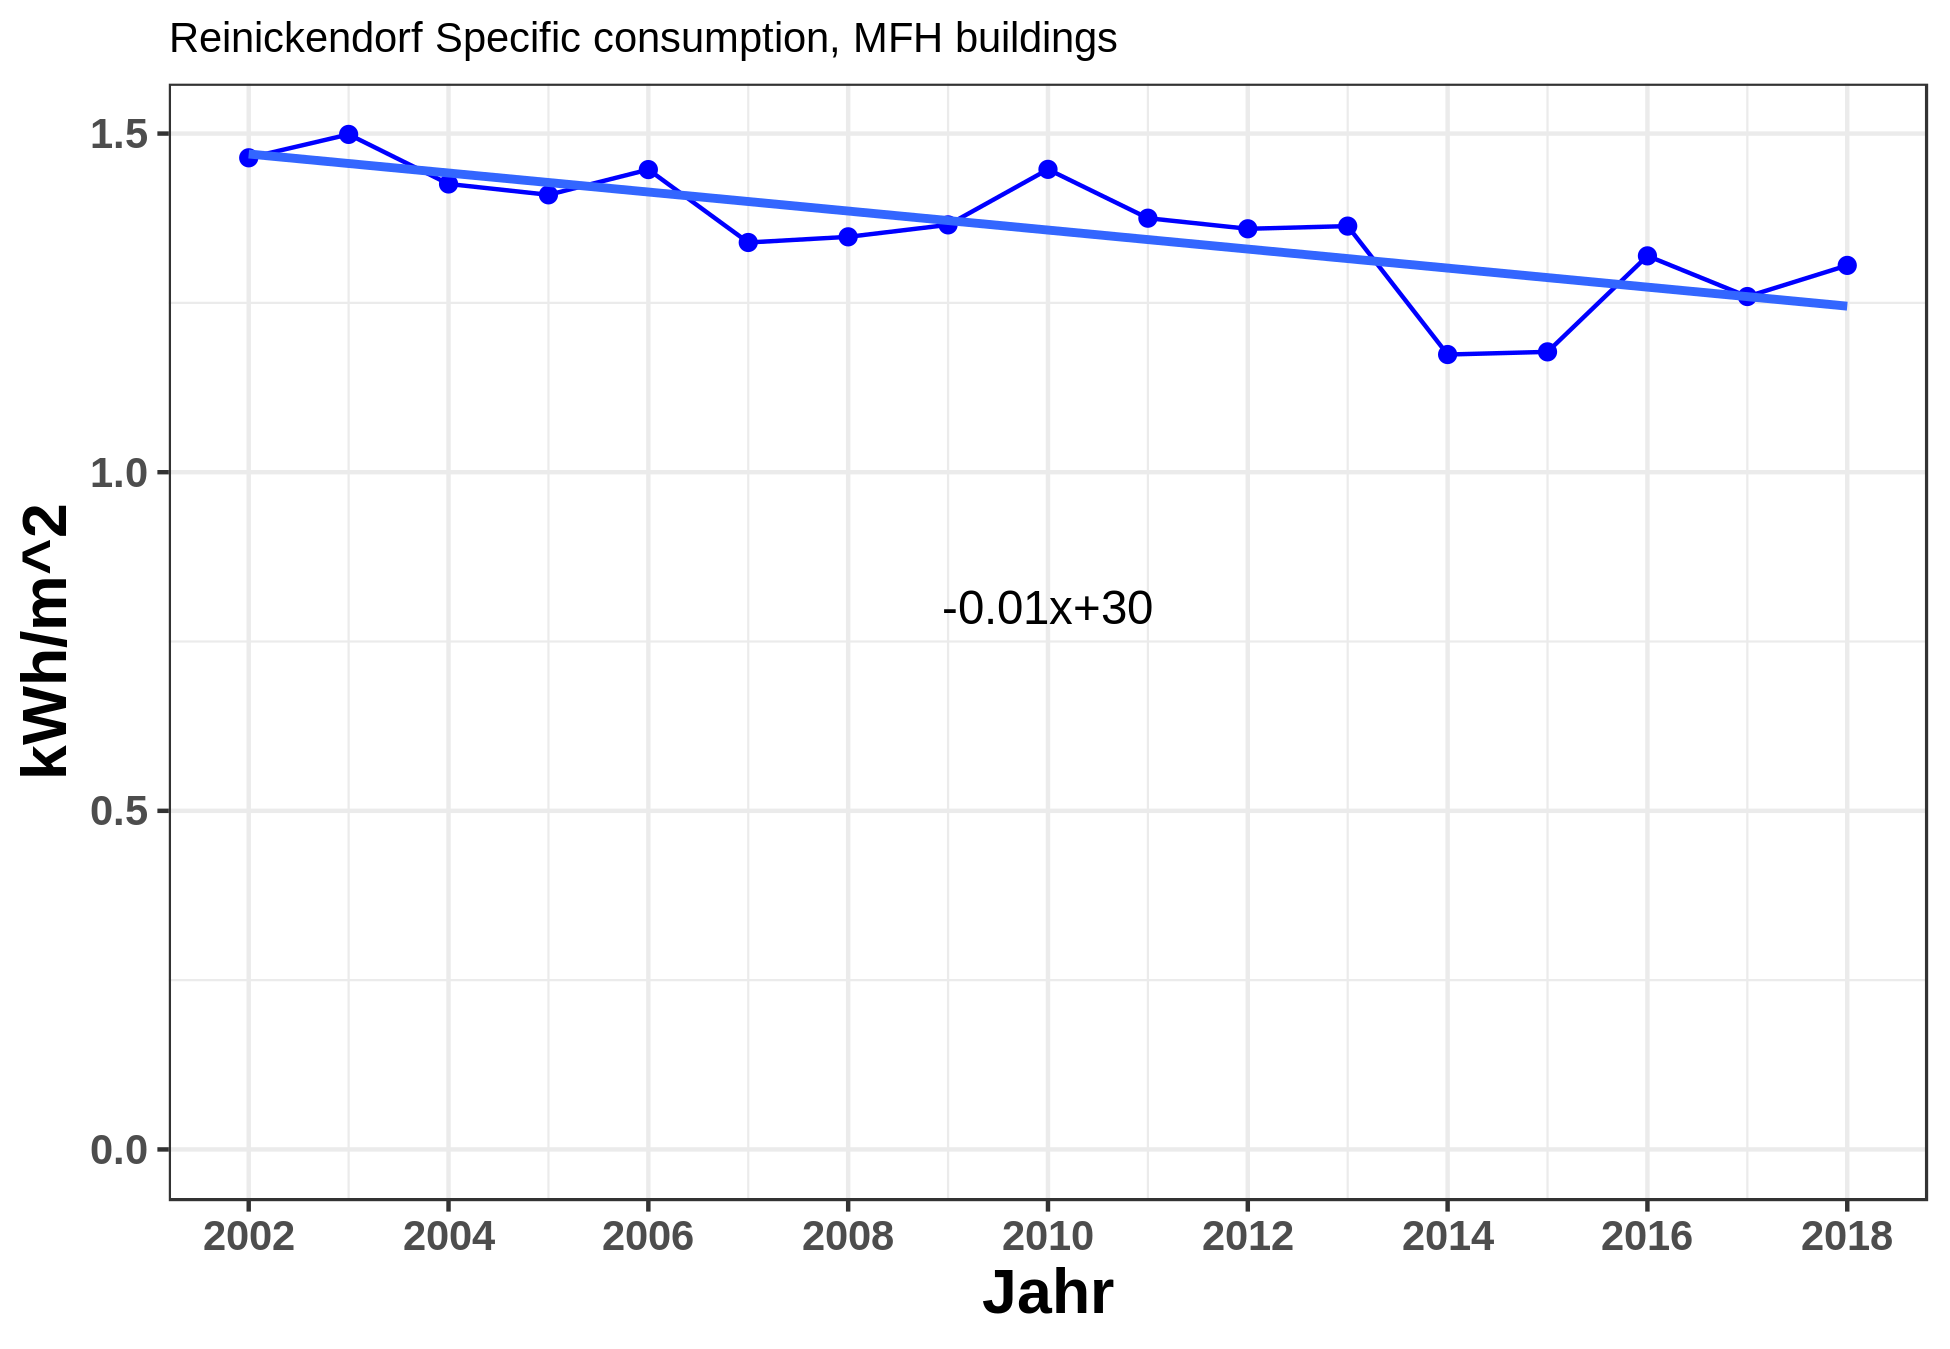 Reinickendorf Specific consumption, MFH buildings
kWh/m^2
1.5
1.0
0.5
0.0
-0.01x+30
2002 2004 2006 2008 2010 2012 2014 2016 2018
Jahr